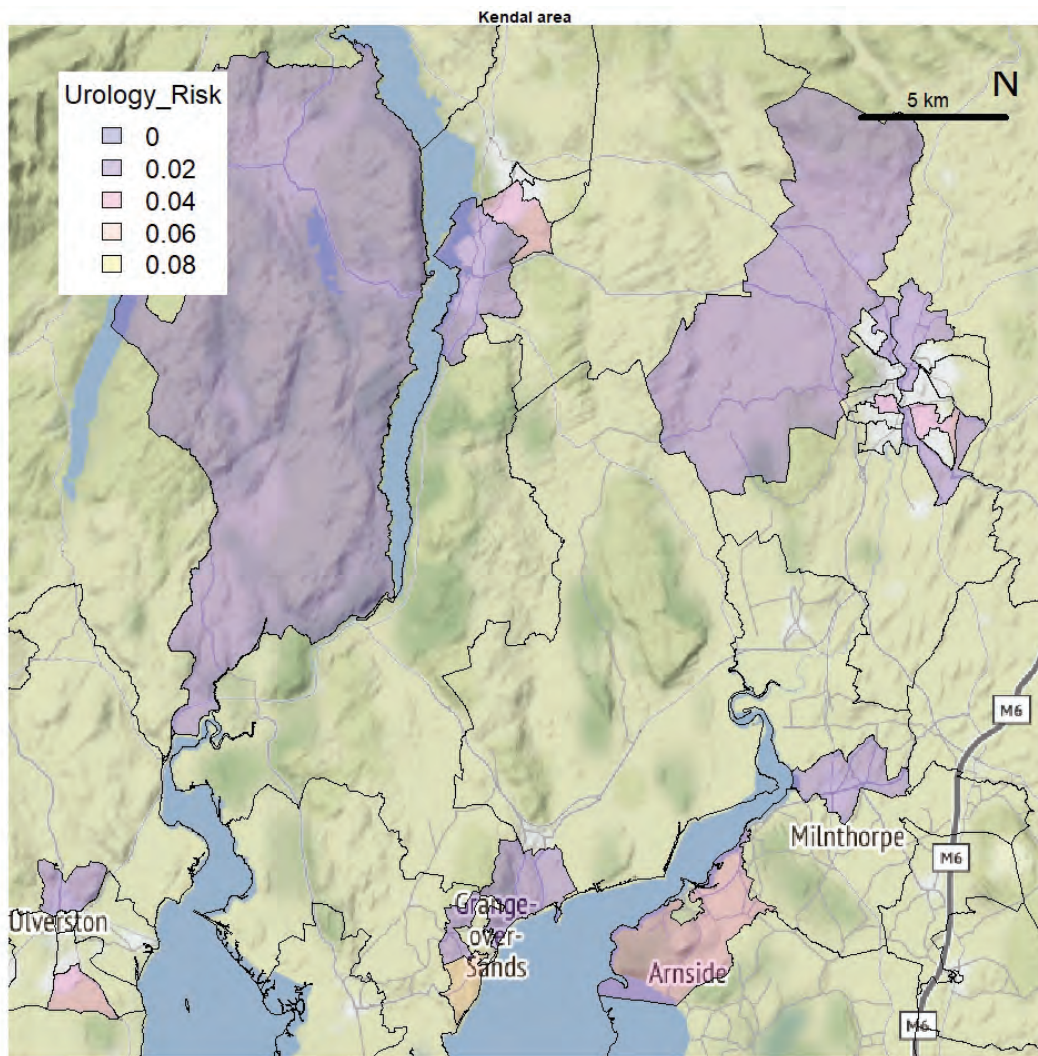 Kendal area
Urology_Risk
0
0.02
0.04
0.06
0.08
N
5 km
M6
Milnthorpe
M6
Ulverston
Grange-
over-
Sands
Arnside
M6